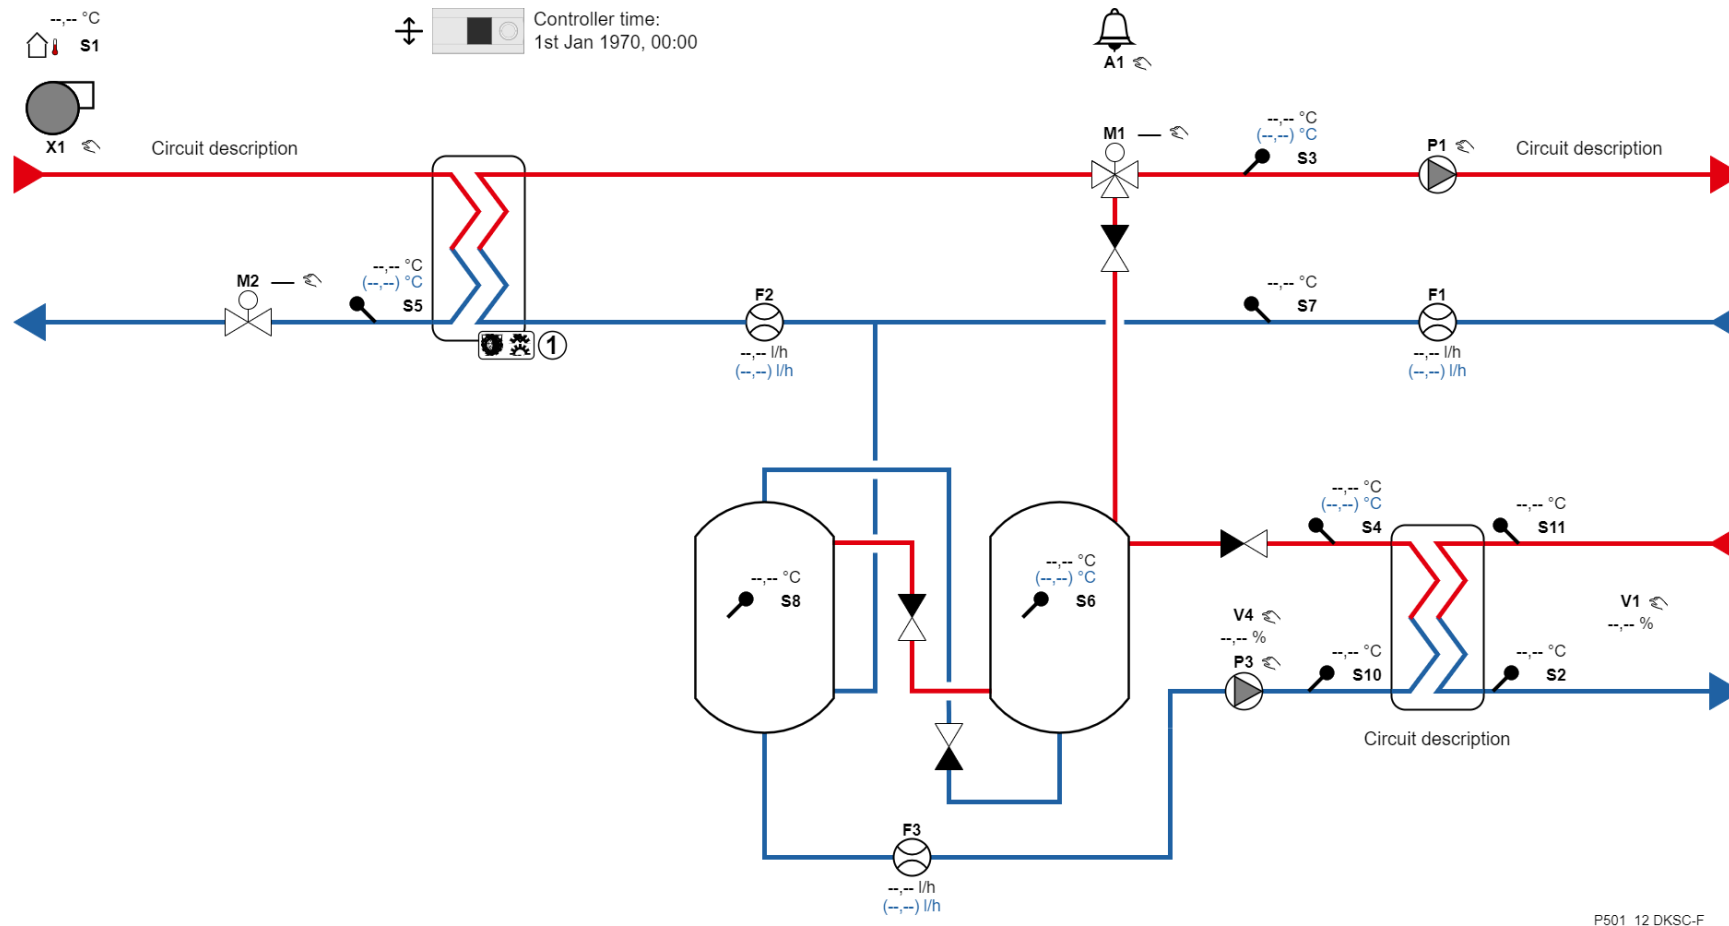 --,-- °C
S1
Controller time:
1st Jan 1970, 00:00
A1
X1
Circuit description
M1
--,-- °C
(--,--) °C
S3
P1
Circuit description
M2
--,-- °C
(--,--) °C
S5
1
F2
--,-- l/h
(--,--) l/h
--,-- °C
S7
F1
--,-- l/h
(--,--) l/h
--,-- °C
S8
--,-- °C
(--,--) °C
S6
--,-- °C
(--,--) °C
S4
--,-- °C
S11
V4
--,-- %
P3
--,-- °C
S10
--,-- °C
S2
V1
--,-- %
Circuit description
F3
--,-- l/h
(--,--) l/h
P501 12 DKSC-F